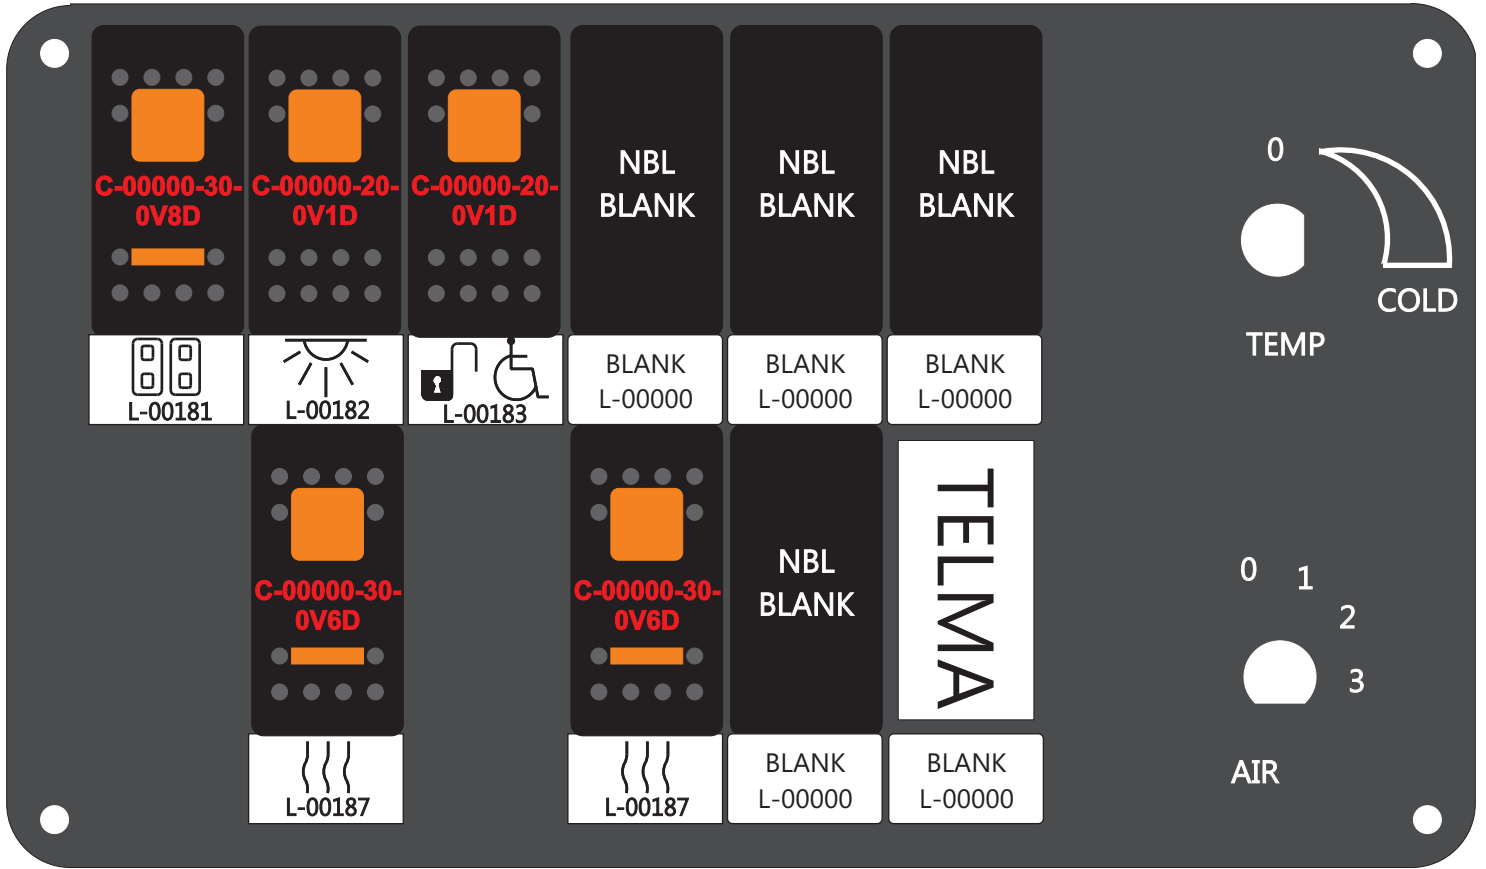 C-00000-30-
0V8D
C-00000-20-
0V1D
C-00000-20-
0V1D
NBL
BLANK
NBL
BLANK
NBL
BLANK
L-00181
L-00182
L-00183
BLANK
L-00000
BLANK
L-00000
BLANK
L-00000
0
COLD
TEMP
C-00000-30-
0V6D
C-00000-30-
0V6D
NBL
BLANK
TELMA
L-00187
L-00187
BLANK
L-00000
BLANK
L-00000
0
1
2
3
AIR